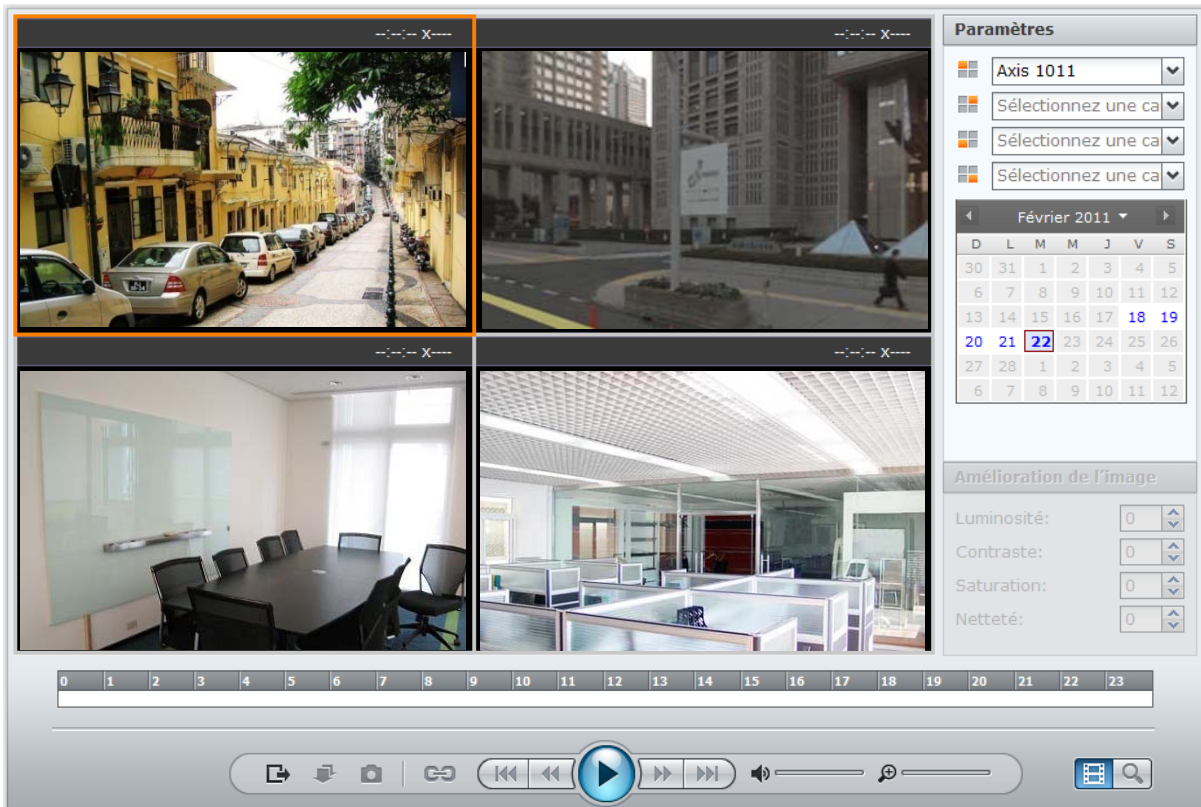 --:--:-- X----
--:--:-- X----
--:--:-- X----
--:--:-- X----
Paramètres
Axis 1011
Sélectionnez une ca
Sélectionnez une ca
Sélectionnez une ca
Février 2011
D L M M J V S
30 31 1 2 3 4 5
6 7 8 9 10 11 12
13 14 15 16 17 18 19
20 21 22 23 24 25 26
27 28 1 2 3 4 5
6 7 8 9 10 11 12
Amélioration de l'image
Luminosité: 0
Contraste: 0
Saturation: 0
Netteté: 0
0 1 2 3 4 5 6 7 8 9 10 11 12 13 14 15 16 17 18 19 20 21 22 23